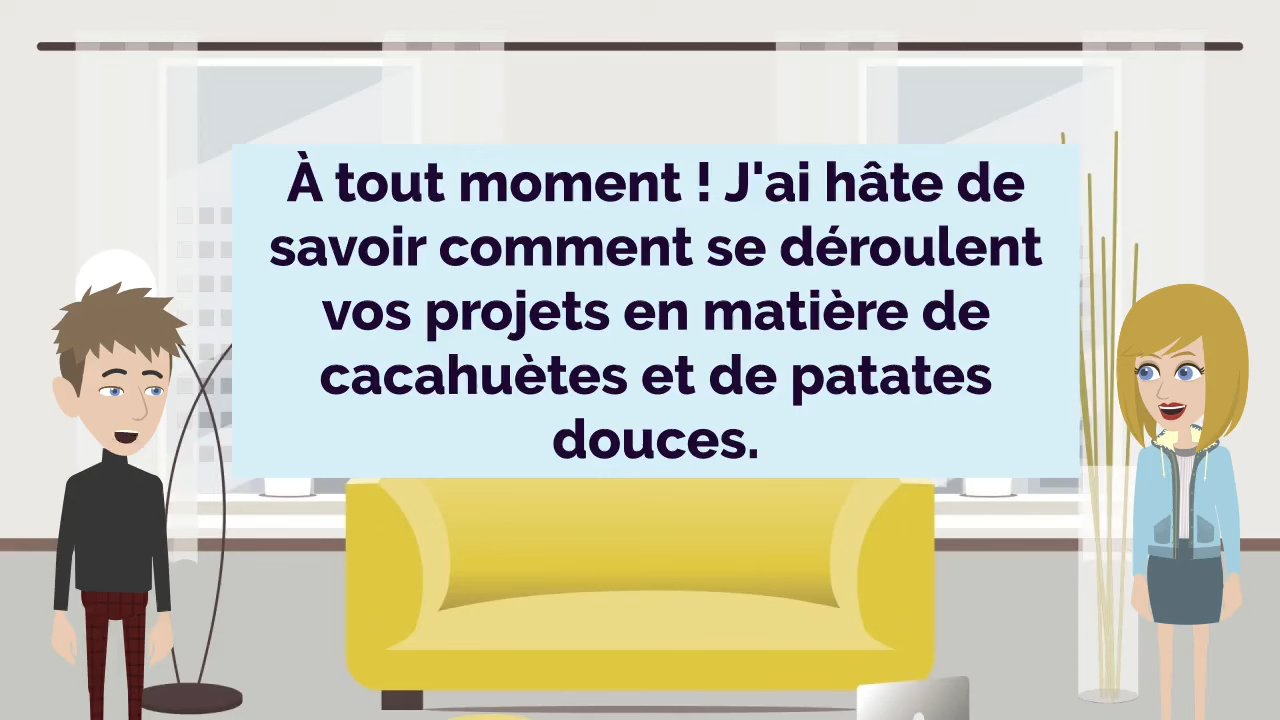 À tout moment ! J'ai hâte de
savoir comment se déroulent
vos projets en matière de
cacahuètes et de patates
douces.